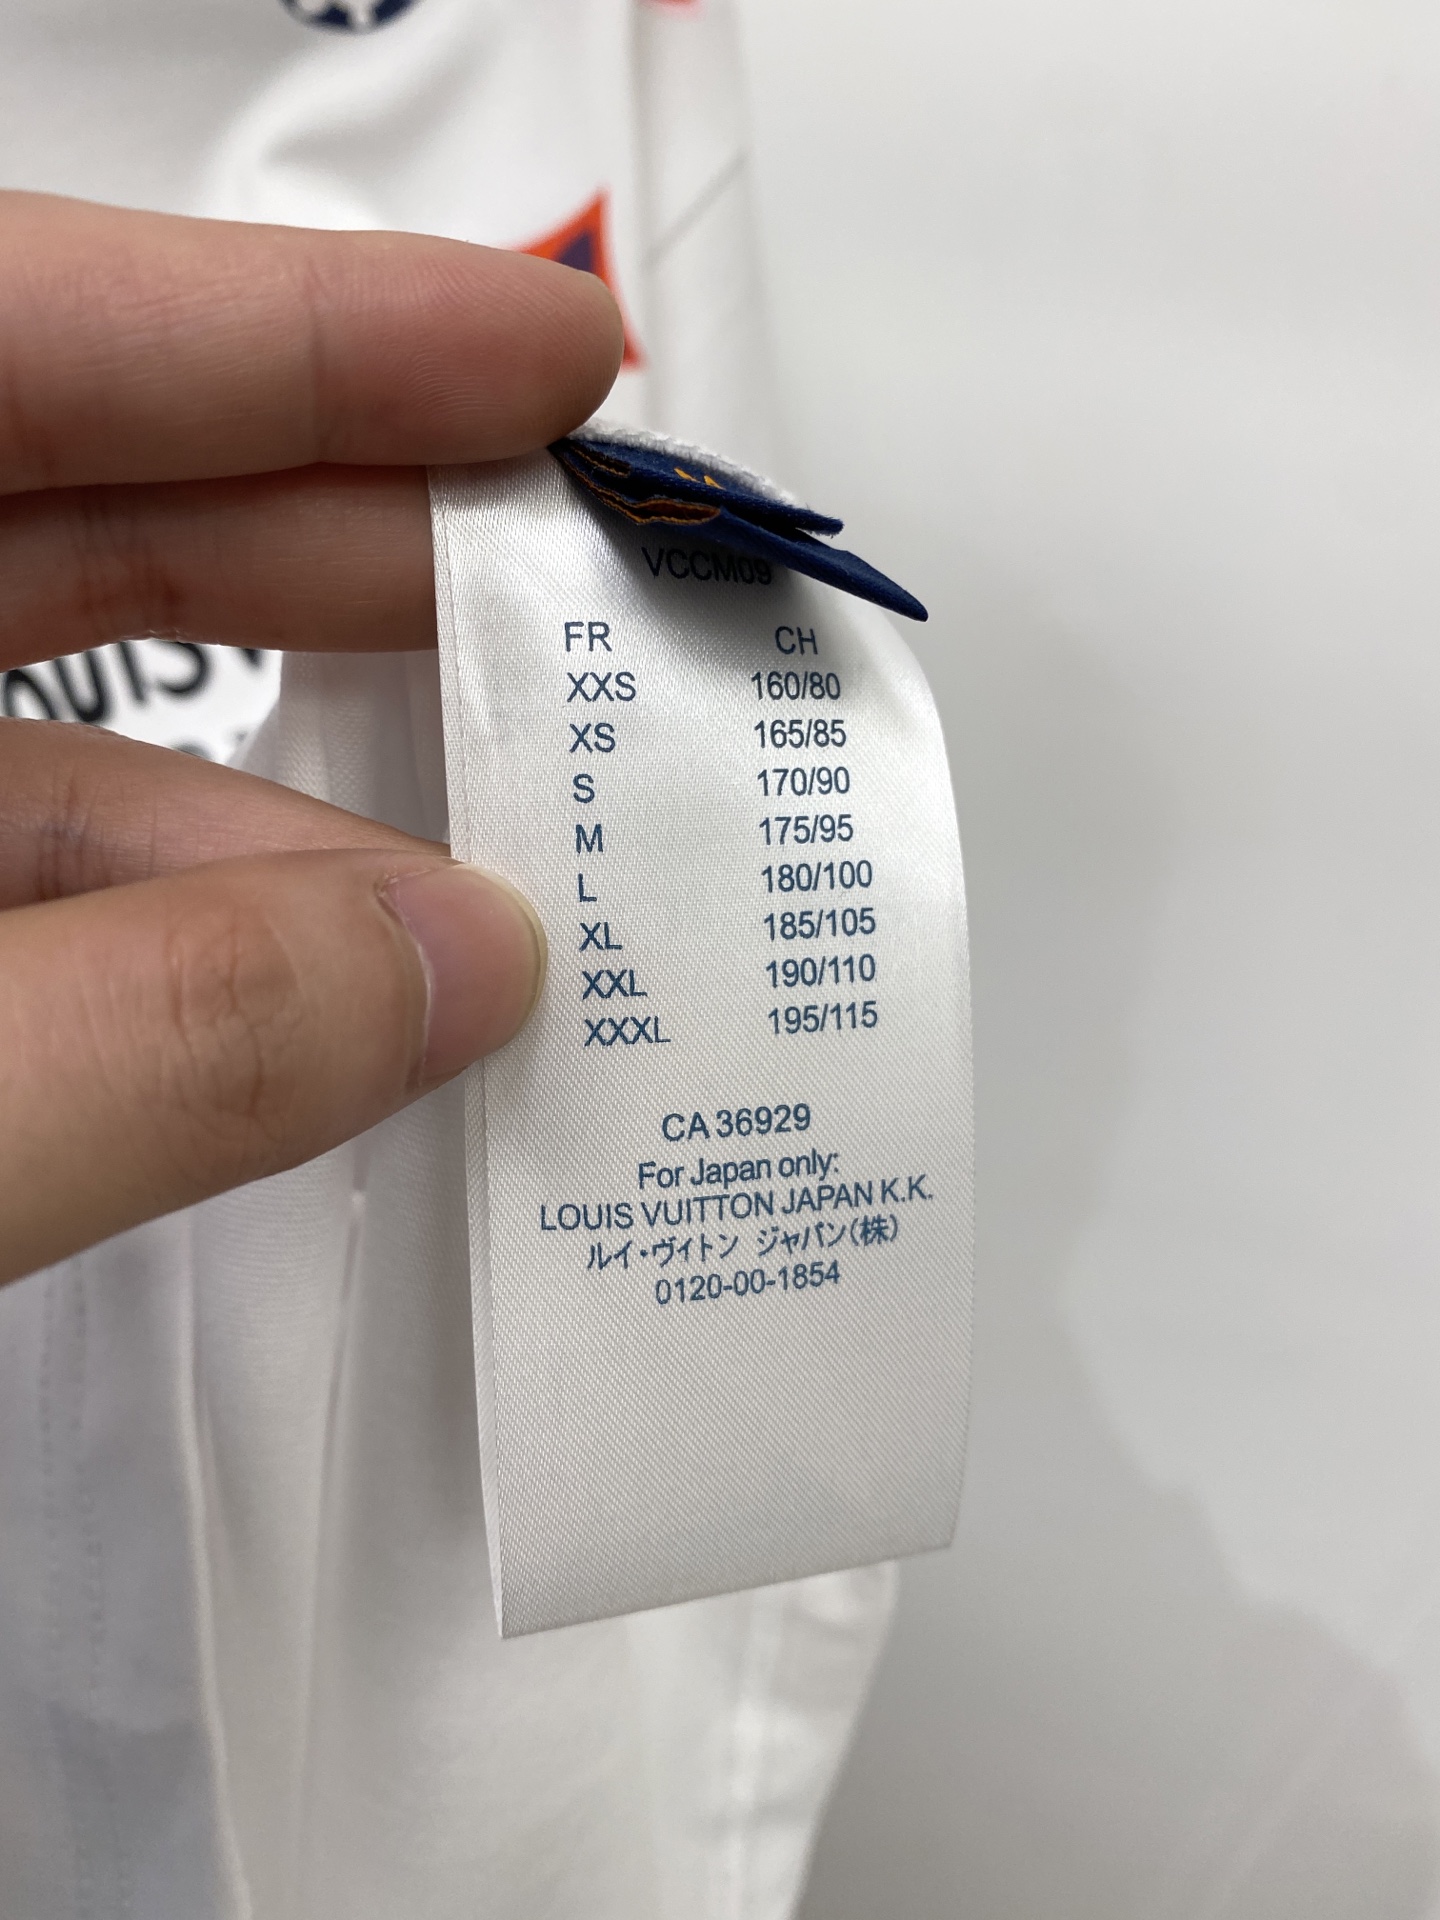 VCCM09
FR CH
XXS 160/80
XS 165/85
S 170/90
M 175/95
L 180/100
XL 185/105
XXL 190/110
XXXL 195/115
CA 36929
For Japan only:
LOUIS VUITTON JAPAN K.K.
ルイ・ヴィトン ジャパン(株)
0120-00-1854